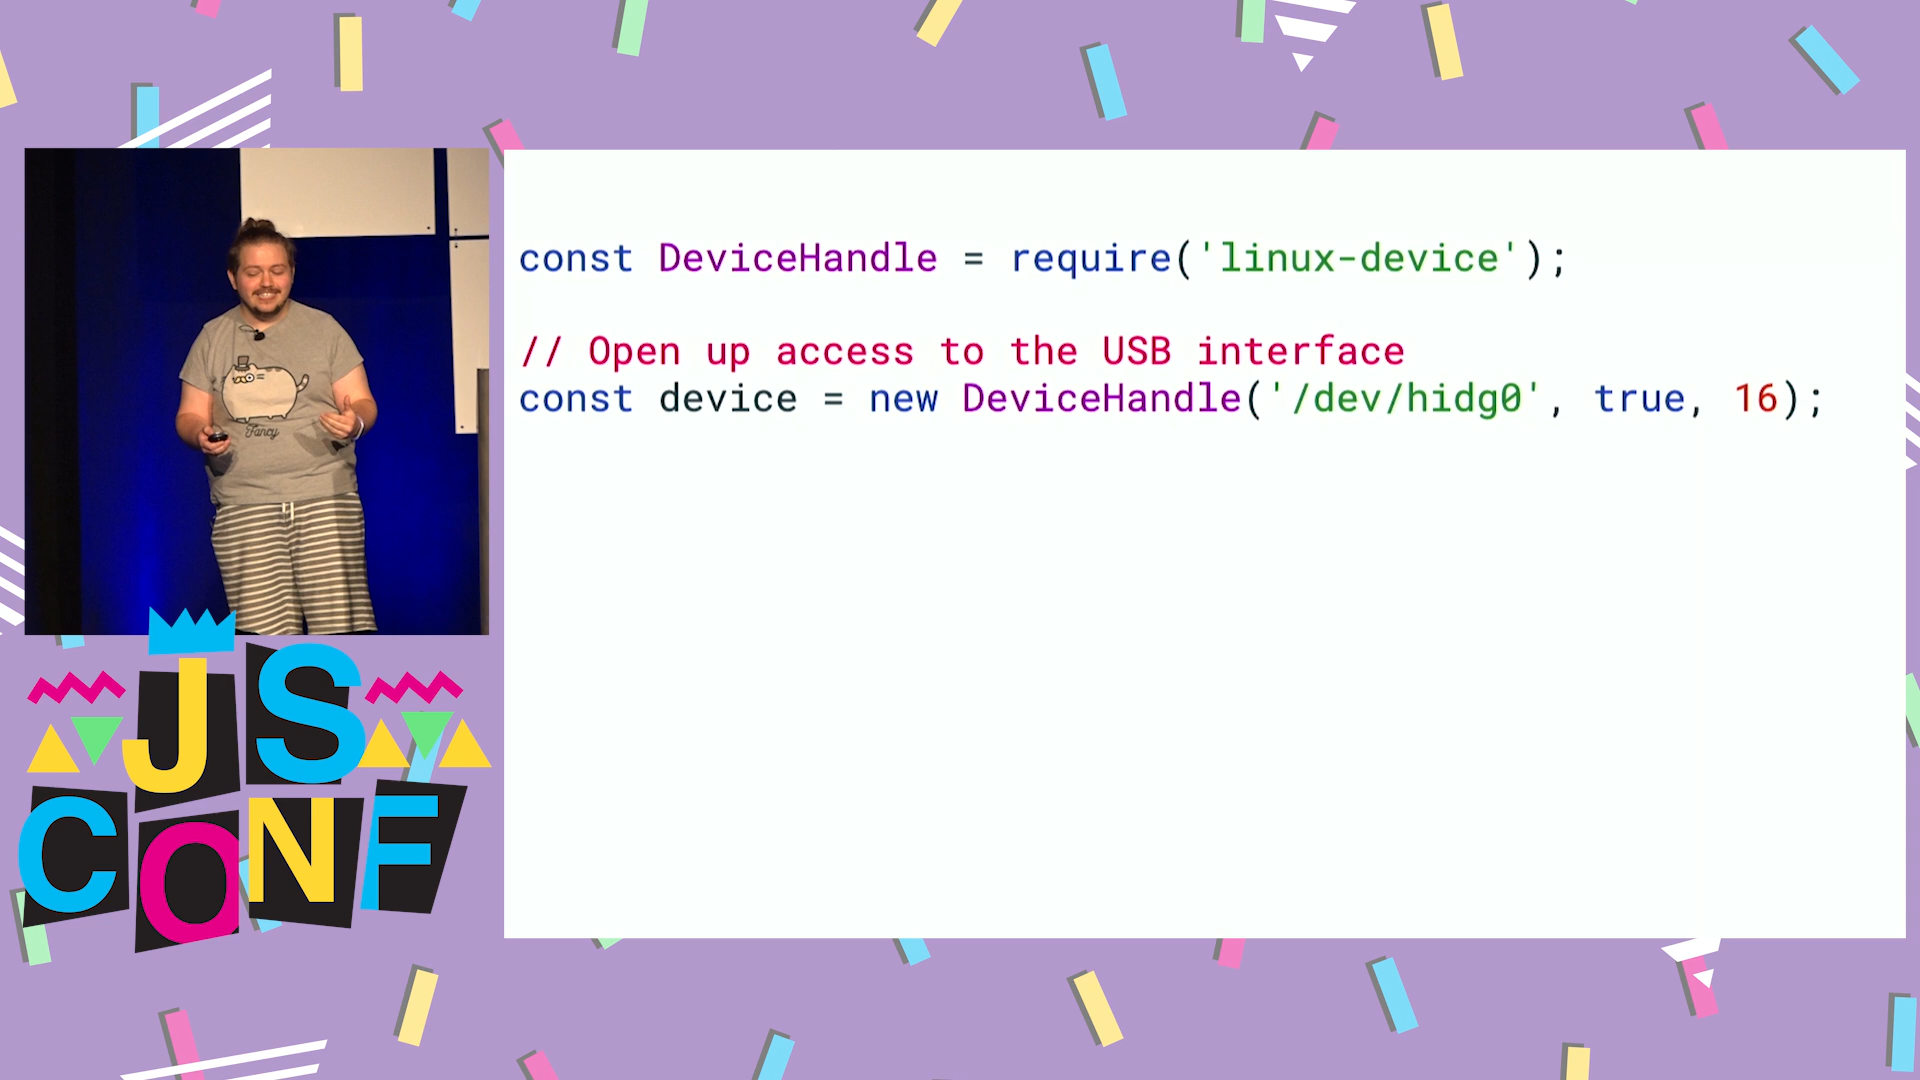 const DeviceHandle = require('linux-device');
// Open up access to the USB interface
const device = new DeviceHandle('/dev/hidg0', true, 16);
Fancy
JS
CONF